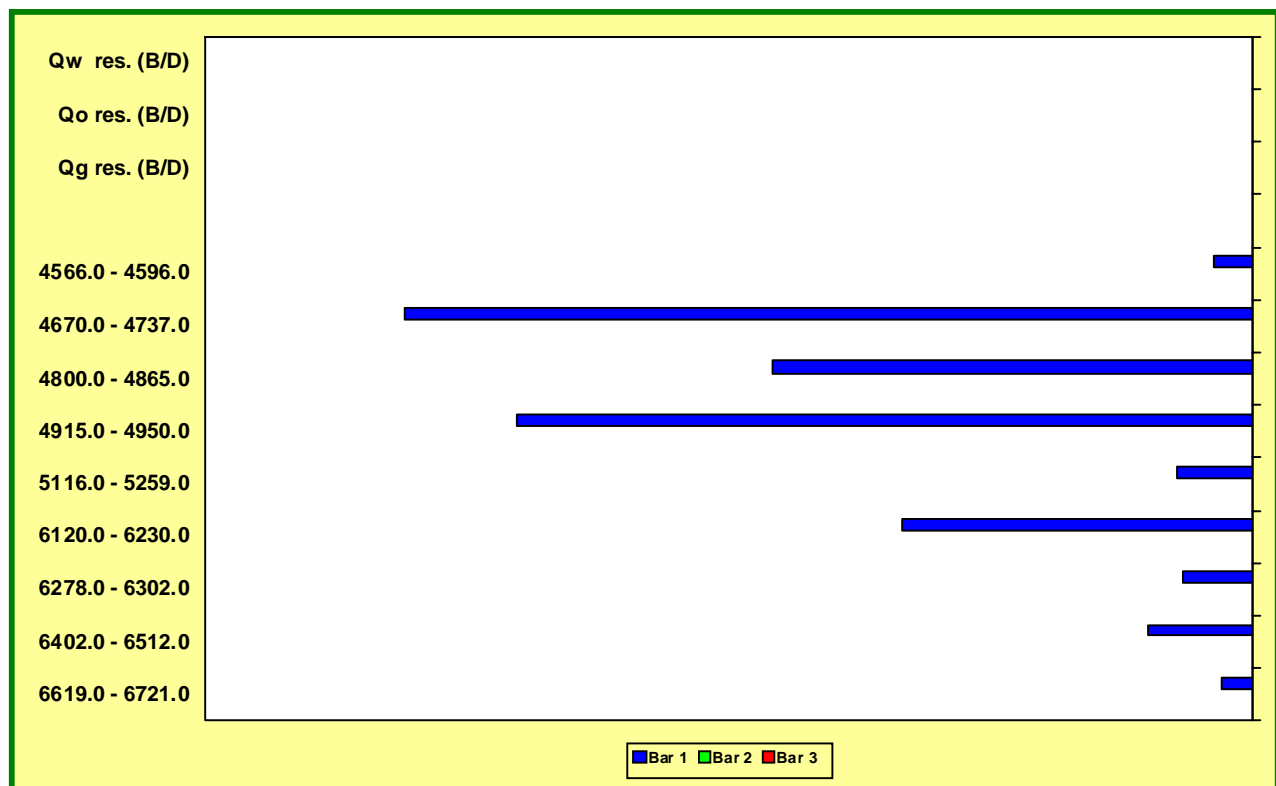 Qw res. (B/D)
Qo res. (B/D)
Qg res. (B/D)
4566.0 - 4596.0
4670.0 - 4737.0
4800.0 - 4865.0
4915.0 - 4950.0
5116.0 - 5259.0
6120.0 - 6230.0
6278.0 - 6302.0
6402.0 - 6512.0
6619.0 - 6721.0
Bar 1 Bar 2 Bar 3